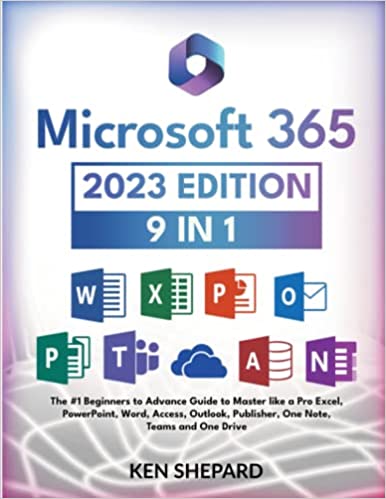 Microsoft 365
2023 EDITION
9 IN 1
W X P O
P T A N
The #1 Beginners to Advance Guide to Master like a Pro Excel,
PowerPoint, Word, Access, Outlook, Publisher, One Note,
Teams and One Drive
KEN SHEPARD